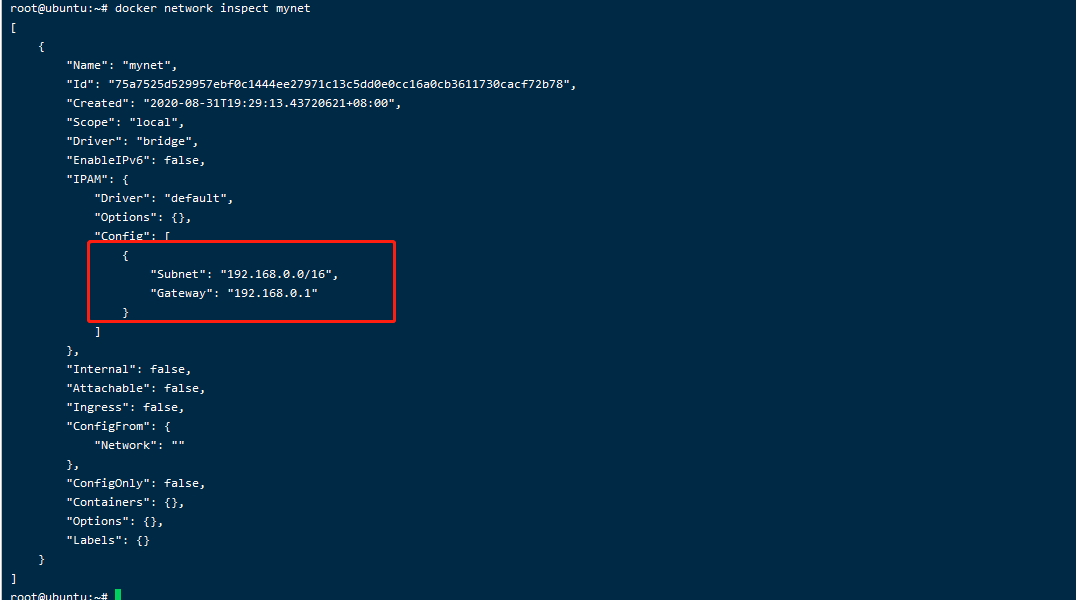 root@ubuntu:~# docker network inspect mynet
[
    {
        "Name": "mynet",
        "Id": "75a7525d529957ebf0c1444ee27971c13c5dd0e0cc16a0cb3611730cacf72b78",
        "Created": "2020-08-31T19:29:13.43720621+08:00",
        "Scope": "local",
        "Driver": "bridge",
        "EnableIPv6": false,
        "IPAM": {
            "Driver": "default",
            "Options": {},
            "Config": [
                {
                    "Subnet": "192.168.0.0/16",
                    "Gateway": "192.168.0.1"
                }
            ]
        },
        "Internal": false,
        "Attachable": false,
        "Ingress": false,
        "ConfigFrom": {
            "Network": ""
        },
        "ConfigOnly": false,
        "Containers": {},
        "Options": {},
        "Labels": {}
    }
]
root@ubuntu:~#